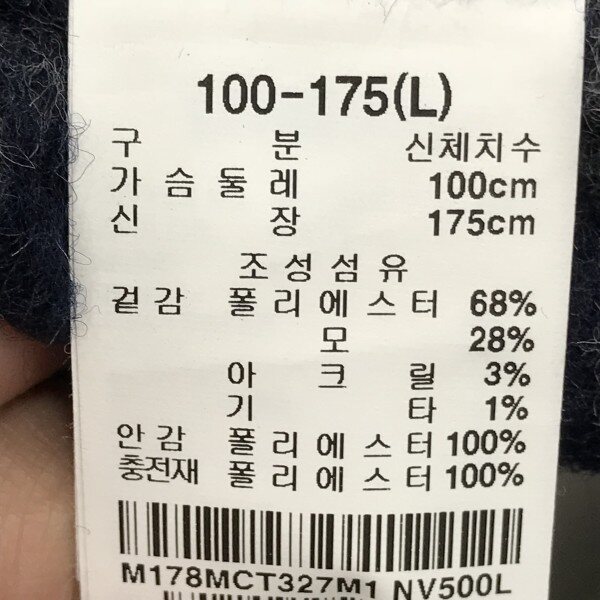 100-175(L)
구 분 신체치수
가슴둘레 100cm
신 장 175cm
조성섬유
겉감 폴리에스터 68%
모 28%
아크릴 3%
기 타 1%
안감 폴리에스터 100%
충전재 폴리에스터 100%
M178MCT327M1 NV500L